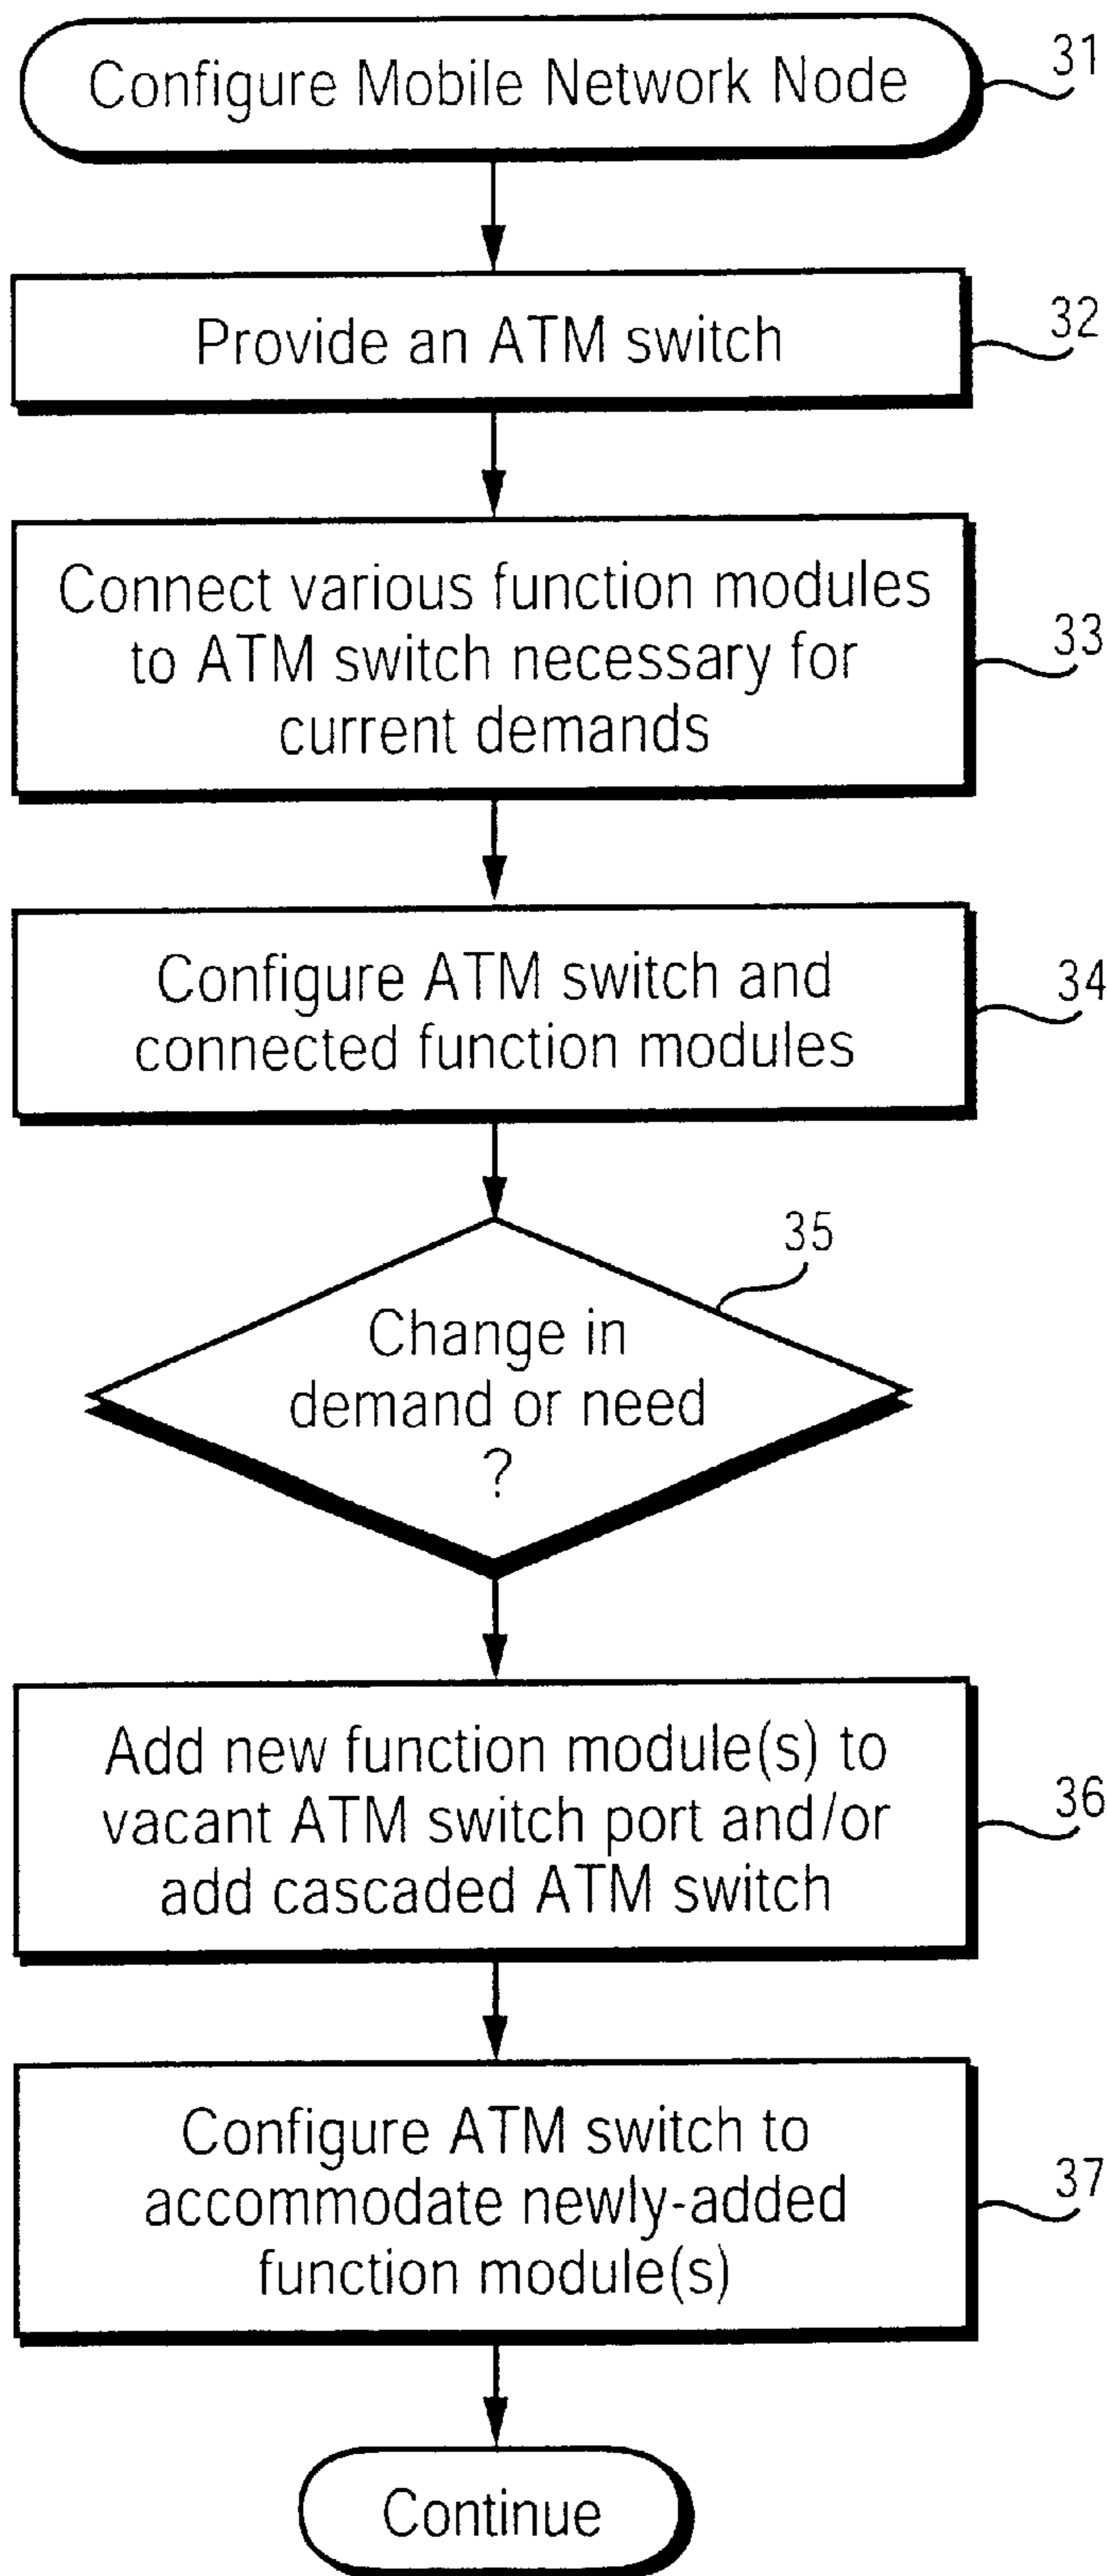 Configure Mobile Network Node
31
Provide an ATM switch
32
Connect various function modules
to ATM switch necessary for
current demands
33
Configure ATM switch and
connected function modules
34
35
Change in
demand or need
?
Add new function module(s) to
vacant ATM switch port and/or
add cascaded ATM switch
36
Configure ATM switch to
accommodate newly-added
function module(s)
37
Continue